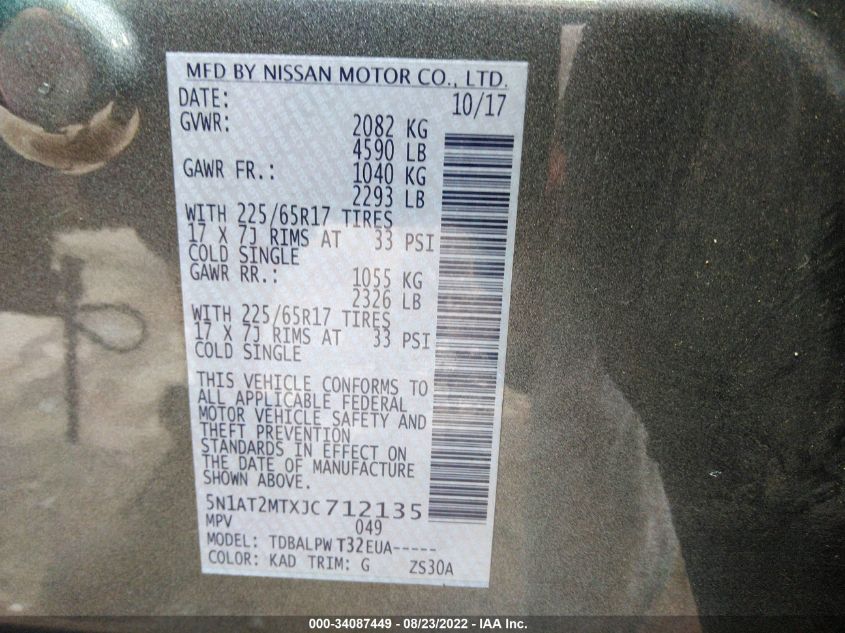 MFD BY NISSAN MOTOR CO., LTD.
DATE: 10/17
GVWR: 2082 KG
4590 LB
GAWR FR.: 1040 KG
2293 LB
WITH 225/65R17 TIRES
17 X 7J RIMS AT 33 PSI
COLD SINGLE
GAWR RR.: 1055 KG
2326 LB
WITH 225/65R17 TIRES
17 X 7J RIMS AT 33 PSI
COLD SINGLE
THIS VEHICLE CONFORMS TO
ALL APPLICABLE FEDERAL
MOTOR VEHICLE SAFETY AND
THEFT PREVENTION
STANDARDS IN EFFECT ON
THE DATE OF MANUFACTURE
SHOWN ABOVE.
5N1AT2MTXJC712135
MPV 049
MODEL: TDBALPW T32EUA-----
COLOR: KAD TRIM: G ZS30A
000-34087449 - 08/23/2022 - IAA Inc.